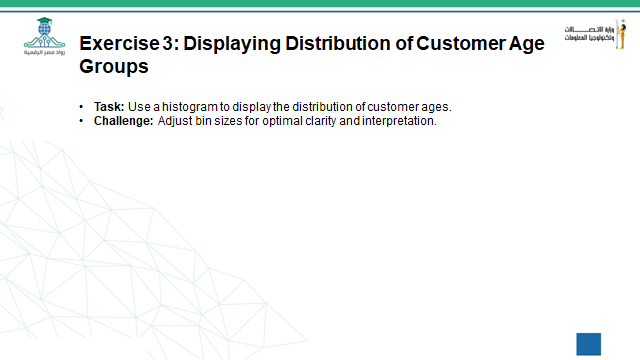 رواد مصر الرقمية
وزارة الاتصالات
وتكنولوجيا المعلومات
Exercise 3: Displaying Distribution of Customer Age
Groups
• Task: Use a histogram to display the distribution of customer ages.
• Challenge: Adjust bin sizes for optimal clarity and interpretation.